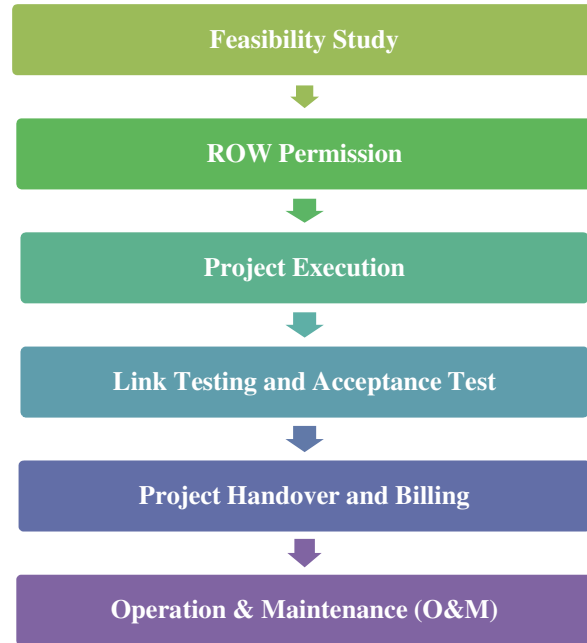 Feasibility Study
ROW Permission
Project Execution
Link Testing and Acceptance Test
Project Handover and Billing
Operation & Maintenance (O&M)